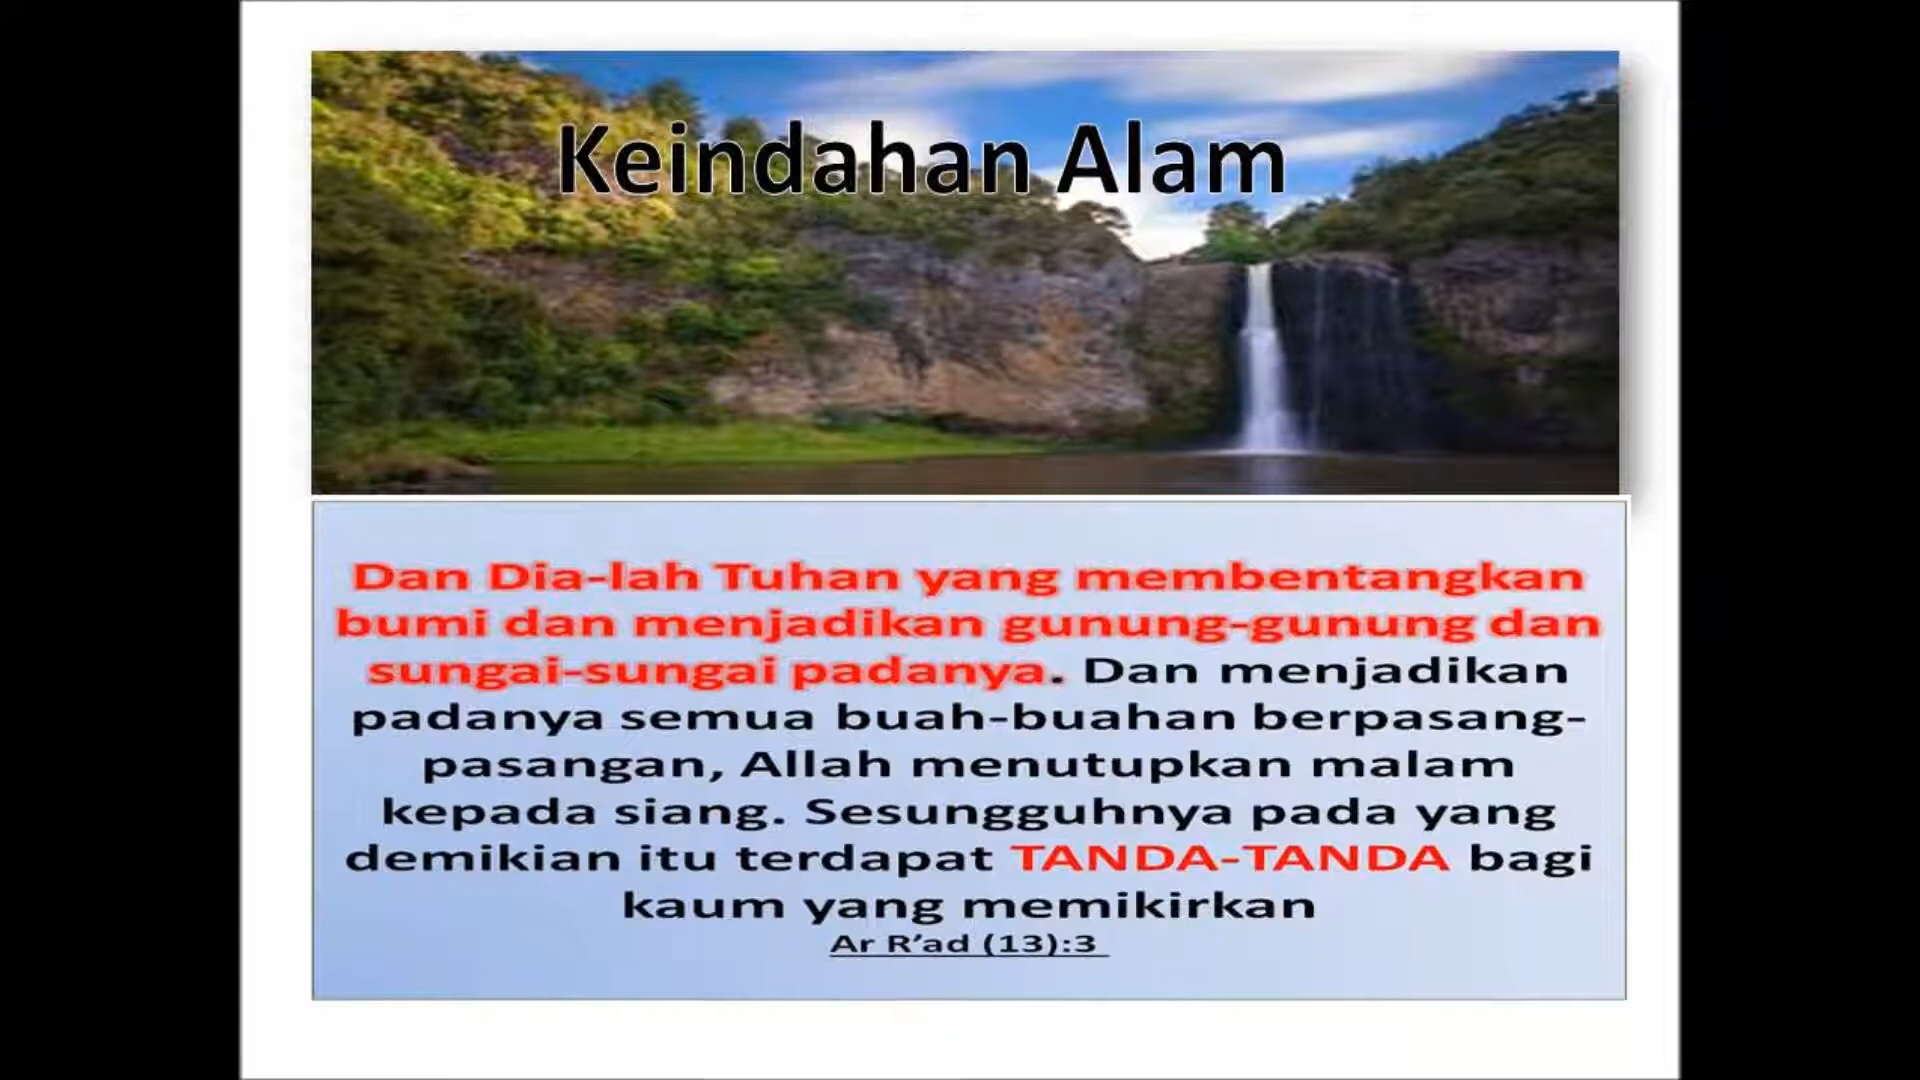 Keindahan Alam
Dan Dia-lah Tuhan yang membentangkan
bumi dan menjadikan gunung-gunung dan
sungai-sungai padanya. Dan menjadikan
padanya semua buah-buahan berpasang-
pasangan, Allah menutupkan malam
kepada siang. Sesungguhnya pada yang
demikian itu terdapat TANDA-TANDA bagi
kaum yang memikirkan
Ar R’ad (13):3